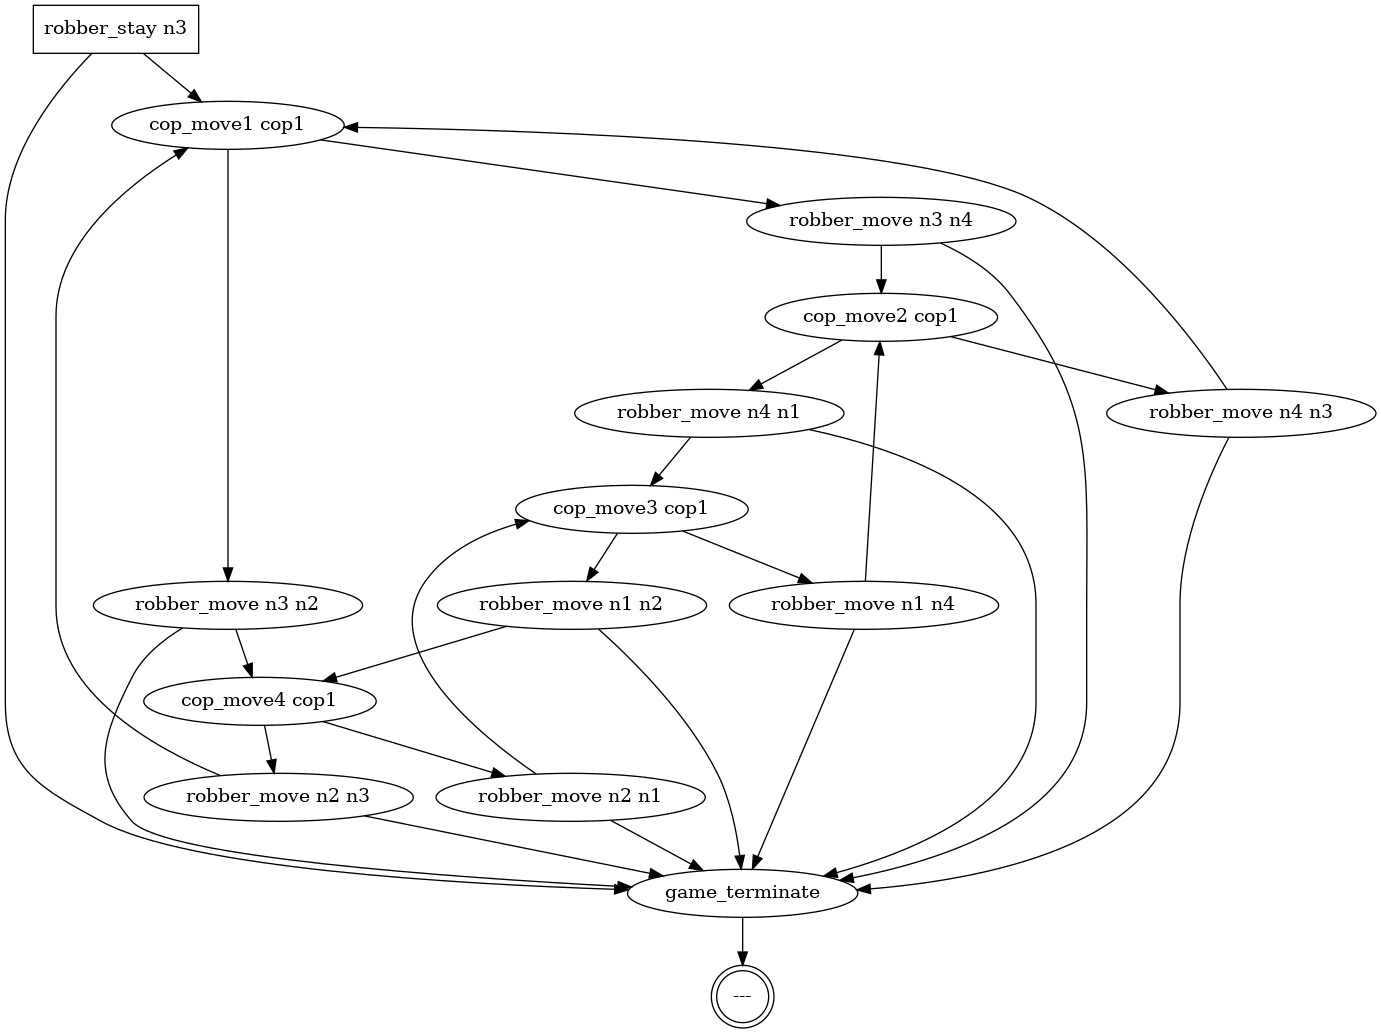 robber_stay n3
cop_move1 cop1
robber_move n3 n4
cop_move2 cop1
robber_move n4 n1
robber_move n4 n3
cop_move3 cop1
robber_move n3 n2
robber_move n1 n2
robber_move n1 n4
cop_move4 cop1
robber_move n2 n3
robber_move n2 n1
game_terminate
---